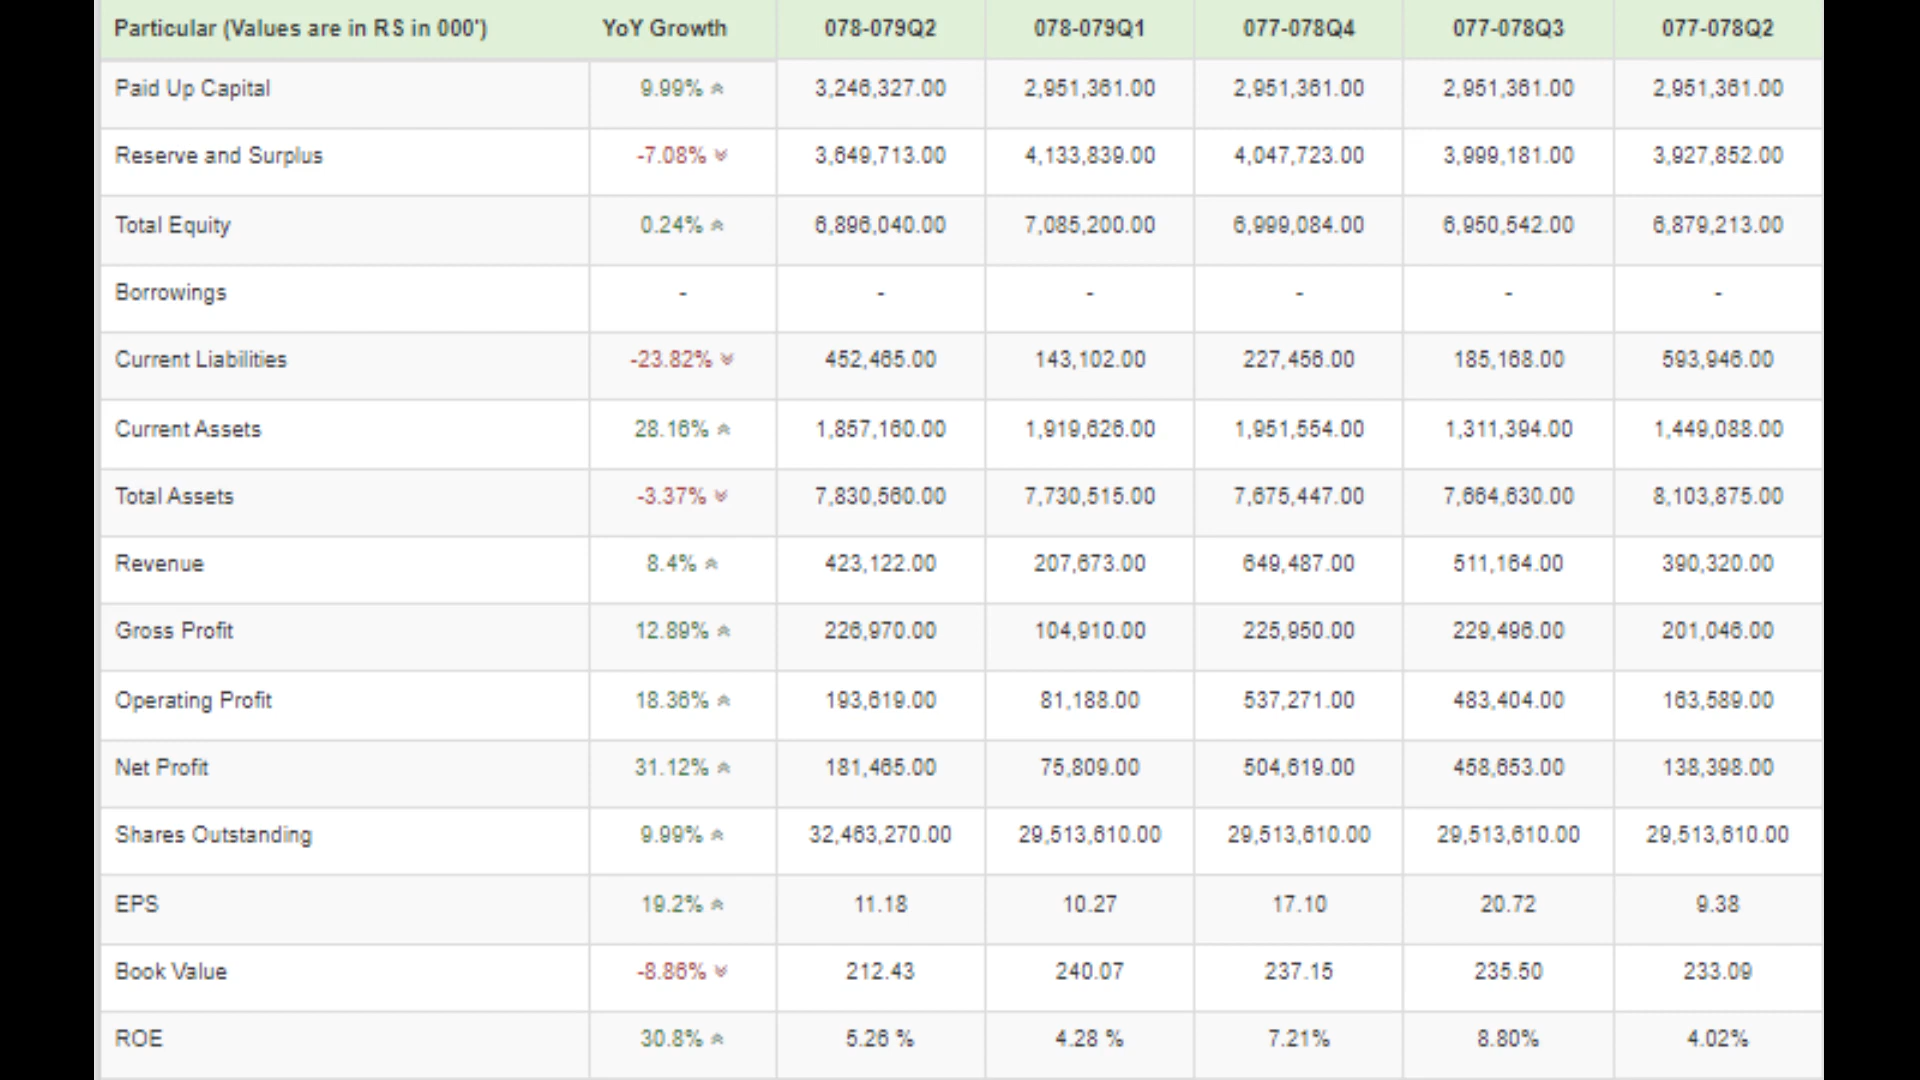 Particular (Values are in RS in 000') YoY Growth 078-079Q2 078-079Q1 077-078Q4 077-078Q3 077-078Q2
Paid Up Capital 9.99% 3,246,327.00 2,951,361.00 2,951,361.00 2,951,361.00 2,951,361.00
Reserve and Surplus -7.08% 3,649,713.00 4,133,839.00 4,047,723.00 3,999,181.00 3,927,852.00
Total Equity 0.24% 6,896,040.00 7,085,200.00 6,999,084.00 6,950,542.00 6,879,213.00
Borrowings - - - - - -
Current Liabilities -23.82% 452,465.00 143,102.00 227,456.00 185,168.00 593,946.00
Current Assets 28.16% 1,857,160.00 1,919,626.00 1,951,554.00 1,311,394.00 1,449,088.00
Total Assets -3.37% 7,830,560.00 7,730,515.00 7,675,447.00 7,664,630.00 8,103,875.00
Revenue 8.4% 423,122.00 207,673.00 649,487.00 511,164.00 390,320.00
Gross Profit 12.89% 226,970.00 104,910.00 225,950.00 229,496.00 201,046.00
Operating Profit 18.36% 193,619.00 81,188.00 537,271.00 483,404.00 163,589.00
Net Profit 31.12% 181,465.00 75,809.00 504,619.00 458,653.00 138,398.00
Shares Outstanding 9.99% 32,463,270.00 29,513,610.00 29,513,610.00 29,513,610.00 29,513,610.00
EPS 19.2% 11.18 10.27 17.10 20.72 9.38
Book Value -8.86% 212.43 240.07 237.15 235.50 233.09
ROE 30.8% 5.26 % 4.28 % 7.21% 8.80% 4.02%